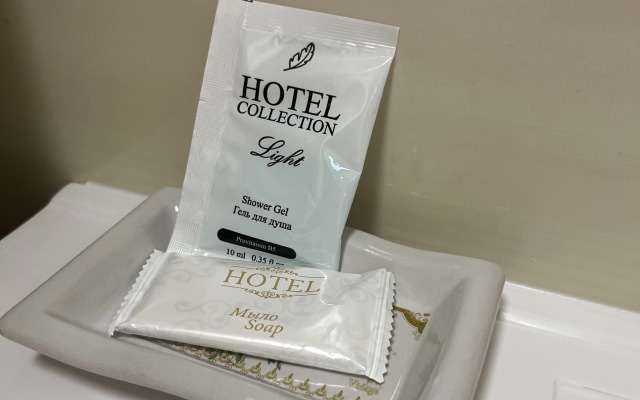 HOTEL
COLLECTION
Light
Shower Gel
Гель для душа
Provitamin B5
10 ml 0.35 fl
HOTEL
Мыло
Soap